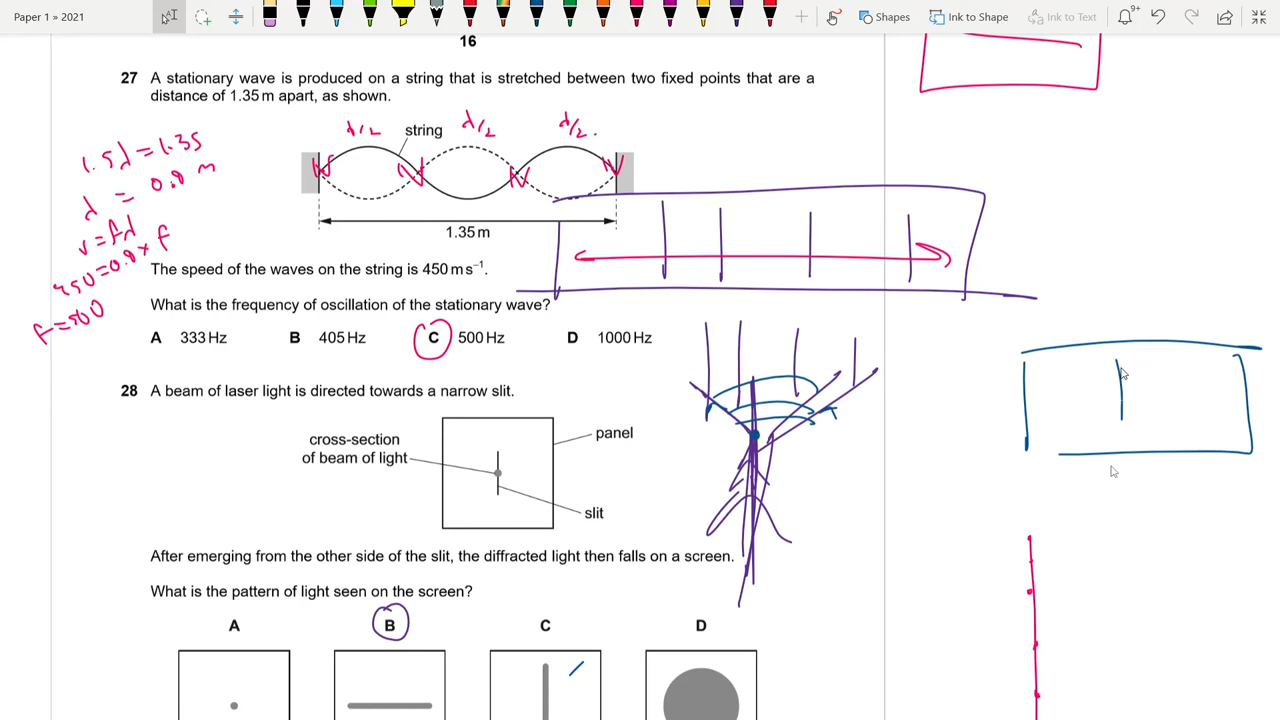 Paper 1 » 2021
Shapes
Ink to Shape
Ink to Text
9+
16
27 A stationary wave is produced on a string that is stretched between two fixed points that are a
distance of 1.35 m apart, as shown.
λ/2 string λ/2 λ/2.
N N N N
1.35 m
1.5λ = 1.35
λ = 0.9 m
v = fλ
450 = 0.9 × f
f = 500
The speed of the waves on the string is 450 m s⁻¹.
What is the frequency of oscillation of the stationary wave?
A 333 Hz B 405 Hz C 500 Hz D 1000 Hz
28 A beam of laser light is directed towards a narrow slit.
cross-section
of beam of light
panel
slit
After emerging from the other side of the slit, the diffracted light then falls on a screen.
What is the pattern of light seen on the screen?
A B C D